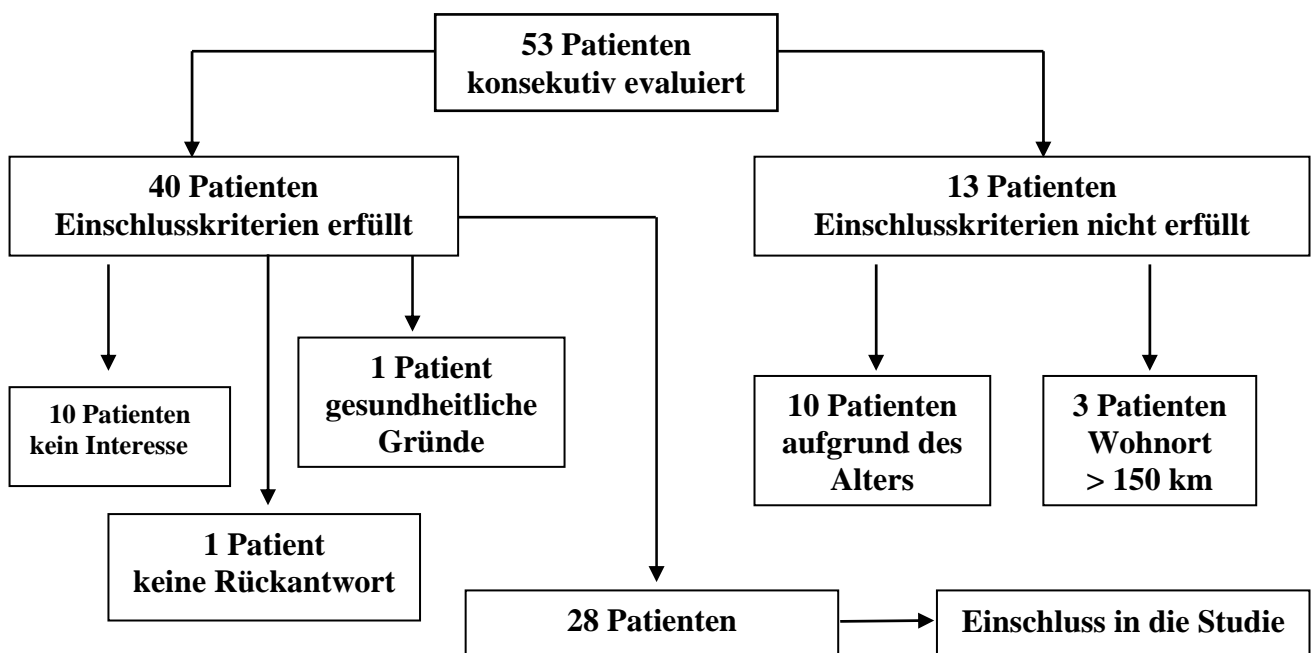 53 Patienten
konsekutiv evaluiert
40 Patienten
Einschlusskriterien erfüllt
13 Patienten
Einschlusskriterien nicht erfüllt
10 Patienten
kein Interesse
1 Patient
keine Rückantwort
1 Patient
gesundheitliche
Gründe
28 Patienten
Einschluss in die Studie
10 Patienten
aufgrund des
Alters
3 Patienten
Wohnort
> 150 km